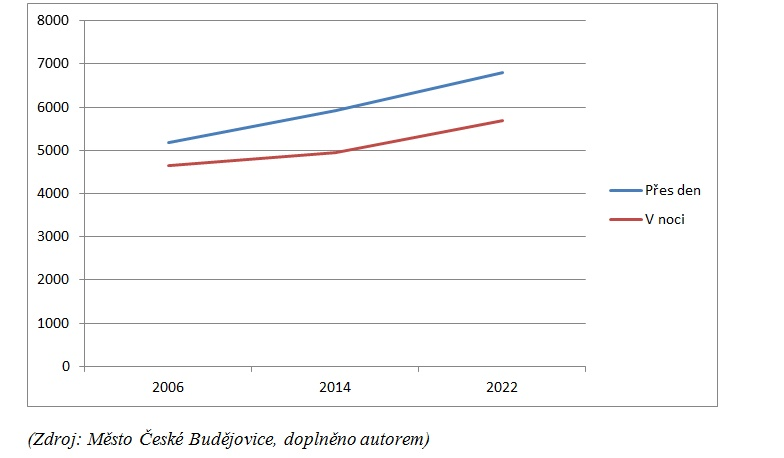 8000
7000
6000
5000
4000
3000
2000
1000
0
2006 2014 2022
Přes den
V noci
(Zdroj: Město České Budějovice, doplněno autorem)